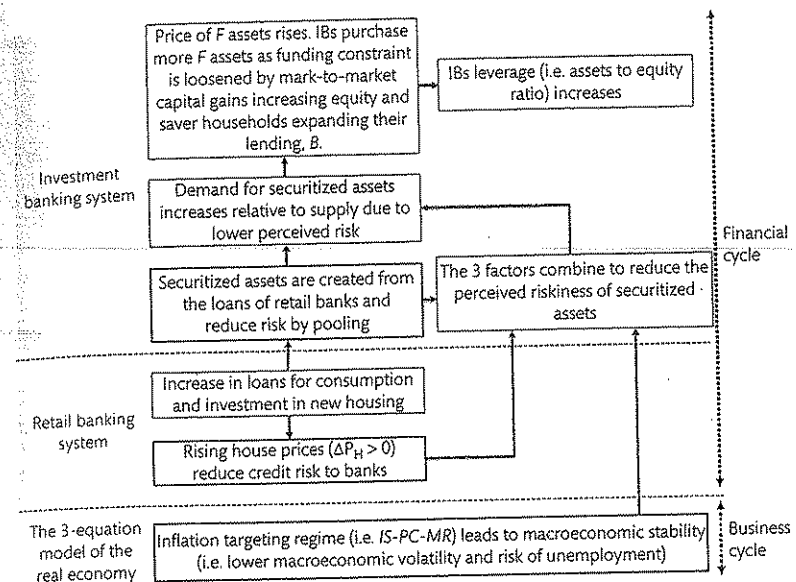 Price of F assets rises. IBs purchase
more F assets as funding constraint
is loosened by mark-to-market
capital gains increasing equity and
saver households expanding their
lending, B.
IBs leverage (i.e. assets to equity
ratio) increases
Investment
banking system
Demand for securitized assets
increases relative to supply due to
lower perceived risk
Financial
cycle
Securitized assets are created from
the loans of retail banks and
reduce risk by pooling
The 3 factors combine to reduce the
perceived riskiness of securitized
assets
Increase in loans for consumption
and investment in new housing
Retail banking
system
Rising house prices (ΔP_H > 0)
reduce credit risk to banks
The 3-equation
model of the
real economy
Inflation targeting regime (i.e. IS-PC-MR) leads to macroeconomic stability
(i.e. lower macroeconomic volatility and risk of unemployment)
Business
cycle